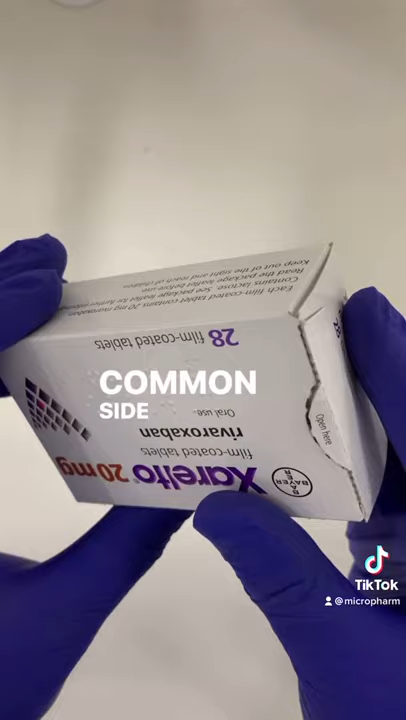 Xarelto® 20 mg
film-coated tablets
rivaroxaban
Oral use.
28 film-coated tablets
BAYER
BAYER
Open here
Each film-coated tablet contains 20 mg rivaroxaban.
Contains lactose. See package leaflet for further information.
Read the package leaflet before use.
Keep out of the sight and reach of children.
COMMON
SIDE
TikTok
@micropharm